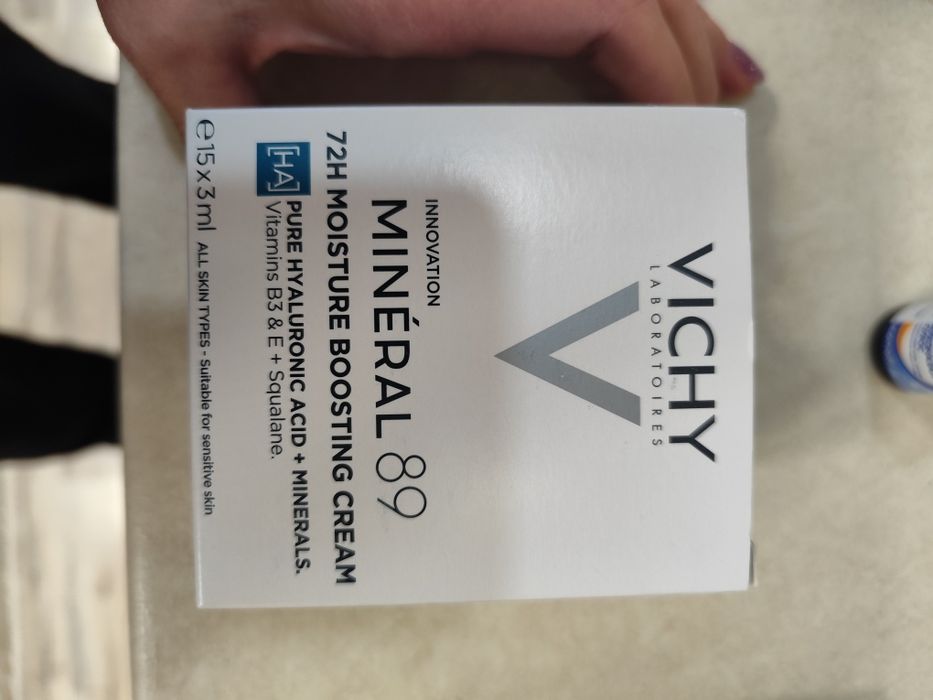 VICHY
LABORATOIRES
INNOVATION
MINÉRAL 89
72H MOISTURE BOOSTING CREAM
[HA] PURE HYALURONIC ACID + MINERALS.
Vitamins B3 & E + Squalane.
℮15 x 3 ml ALL SKIN TYPES - Suitable for sensitive skin